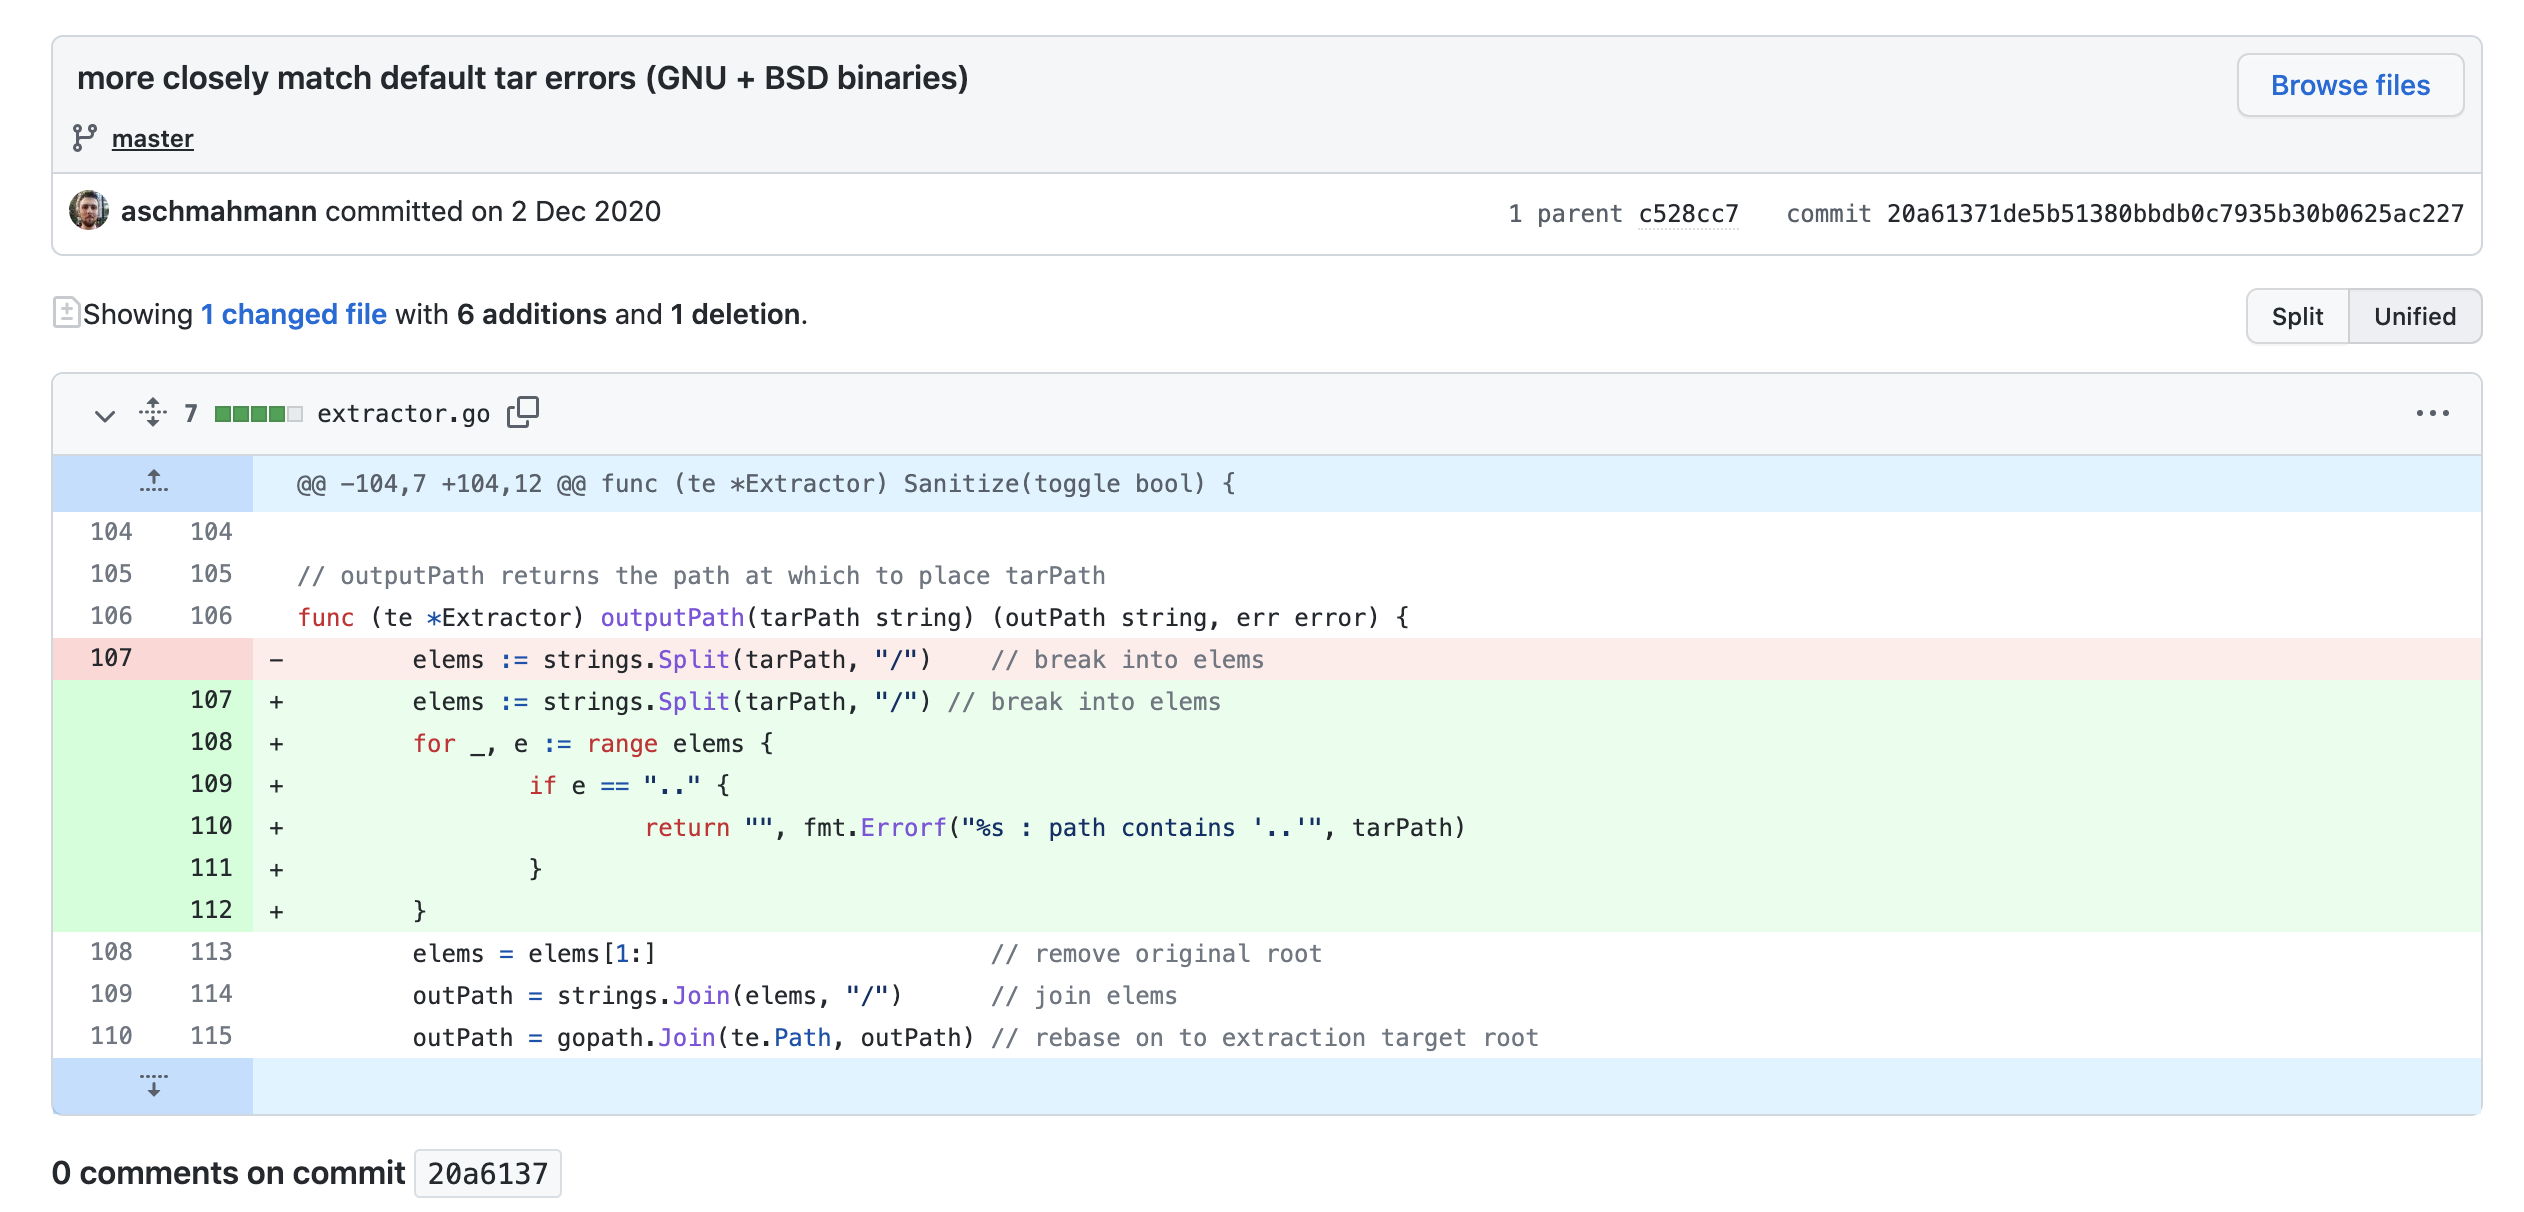 more closely match default tar errors (GNU + BSD binaries)
Browse files
master
aschmahmann committed on 2 Dec 2020
1 parent c528cc7 commit 20a61371de5b51380bbdb0c7935b30b0625ac227
Showing 1 changed file with 6 additions and 1 deletion.
Split Unified
7 extractor.go
@@ -104,7 +104,12 @@ func (te *Extractor) Sanitize(toggle bool) {
104 104
105 105 // outputPath returns the path at which to place tarPath
106 106 func (te *Extractor) outputPath(tarPath string) (outPath string, err error) {
107 - elems := strings.Split(tarPath, "/") // break into elems
107 + elems := strings.Split(tarPath, "/") // break into elems
108 + for _, e := range elems {
109 + if e == ".." {
110 + return "", fmt.Errorf("%s : path contains '..'", tarPath)
111 + }
112 + }
108 113 elems = elems[1:] // remove original root
109 114 outPath = strings.Join(elems, "/") // join elems
110 115 outPath = gopath.Join(te.Path, outPath) // rebase on to extraction target root
0 comments on commit 20a6137